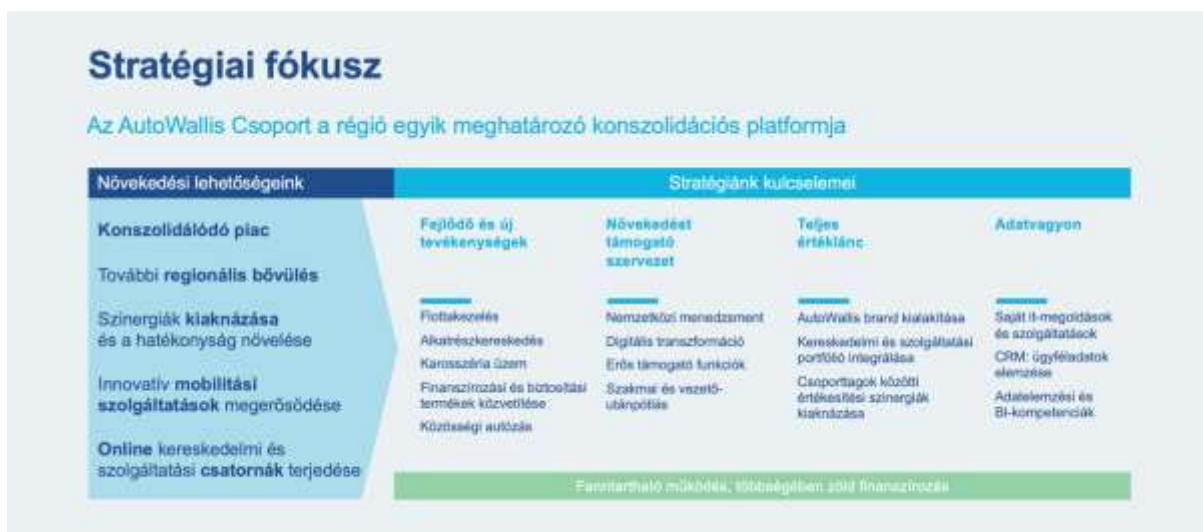 Stratégiai fókusz
Az AutoWallis Csoport a régió egyik meghatározó konszolidációs platformja
Növekedési lehetőségeink
Konszolidálódó piac
További regionális bővülés
Szinergiák kiaknázása
és a hatékonyság növelése
Innovatív mobilitási
szolgáltatások megerősödése
Online kereskedelmi és
szolgáltatási csatornák terjedése
Stratégiánk kulcselemei
Fejlődő és új
tevékenységek
Flottakezelés
Alkatrészkereskedés
Karosszéria üzem
Finanszírozási és biztosítási
termékek közvetítése
Közösségi autózás
Növekedést
támogató
szervezet
Nemzetközi menedzsment
Digitális transzformáció
Erős támogató funkciók
Szakmai és vezető-
utánpótlás
Teljes
értéklánc
AutoWallis brand kialakítása
Kereskedelmi és szolgáltatási
portfólió integrálása
Csoporttagok közötti
értékesítési szinergiák
kiaknázása
Adatvagyon
Saját it-megoldások
és szolgáltatások
CRM: ügyféladatok
elemzése
Adatelemzési és
BI-kompetenciák
Fenntartható működés, többségében zöld finanszírozás